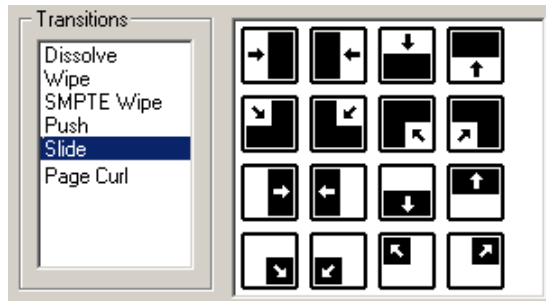 Transitions
Dissolve
Wipe
SMPTE Wipe
Push
Slide
Page Curl